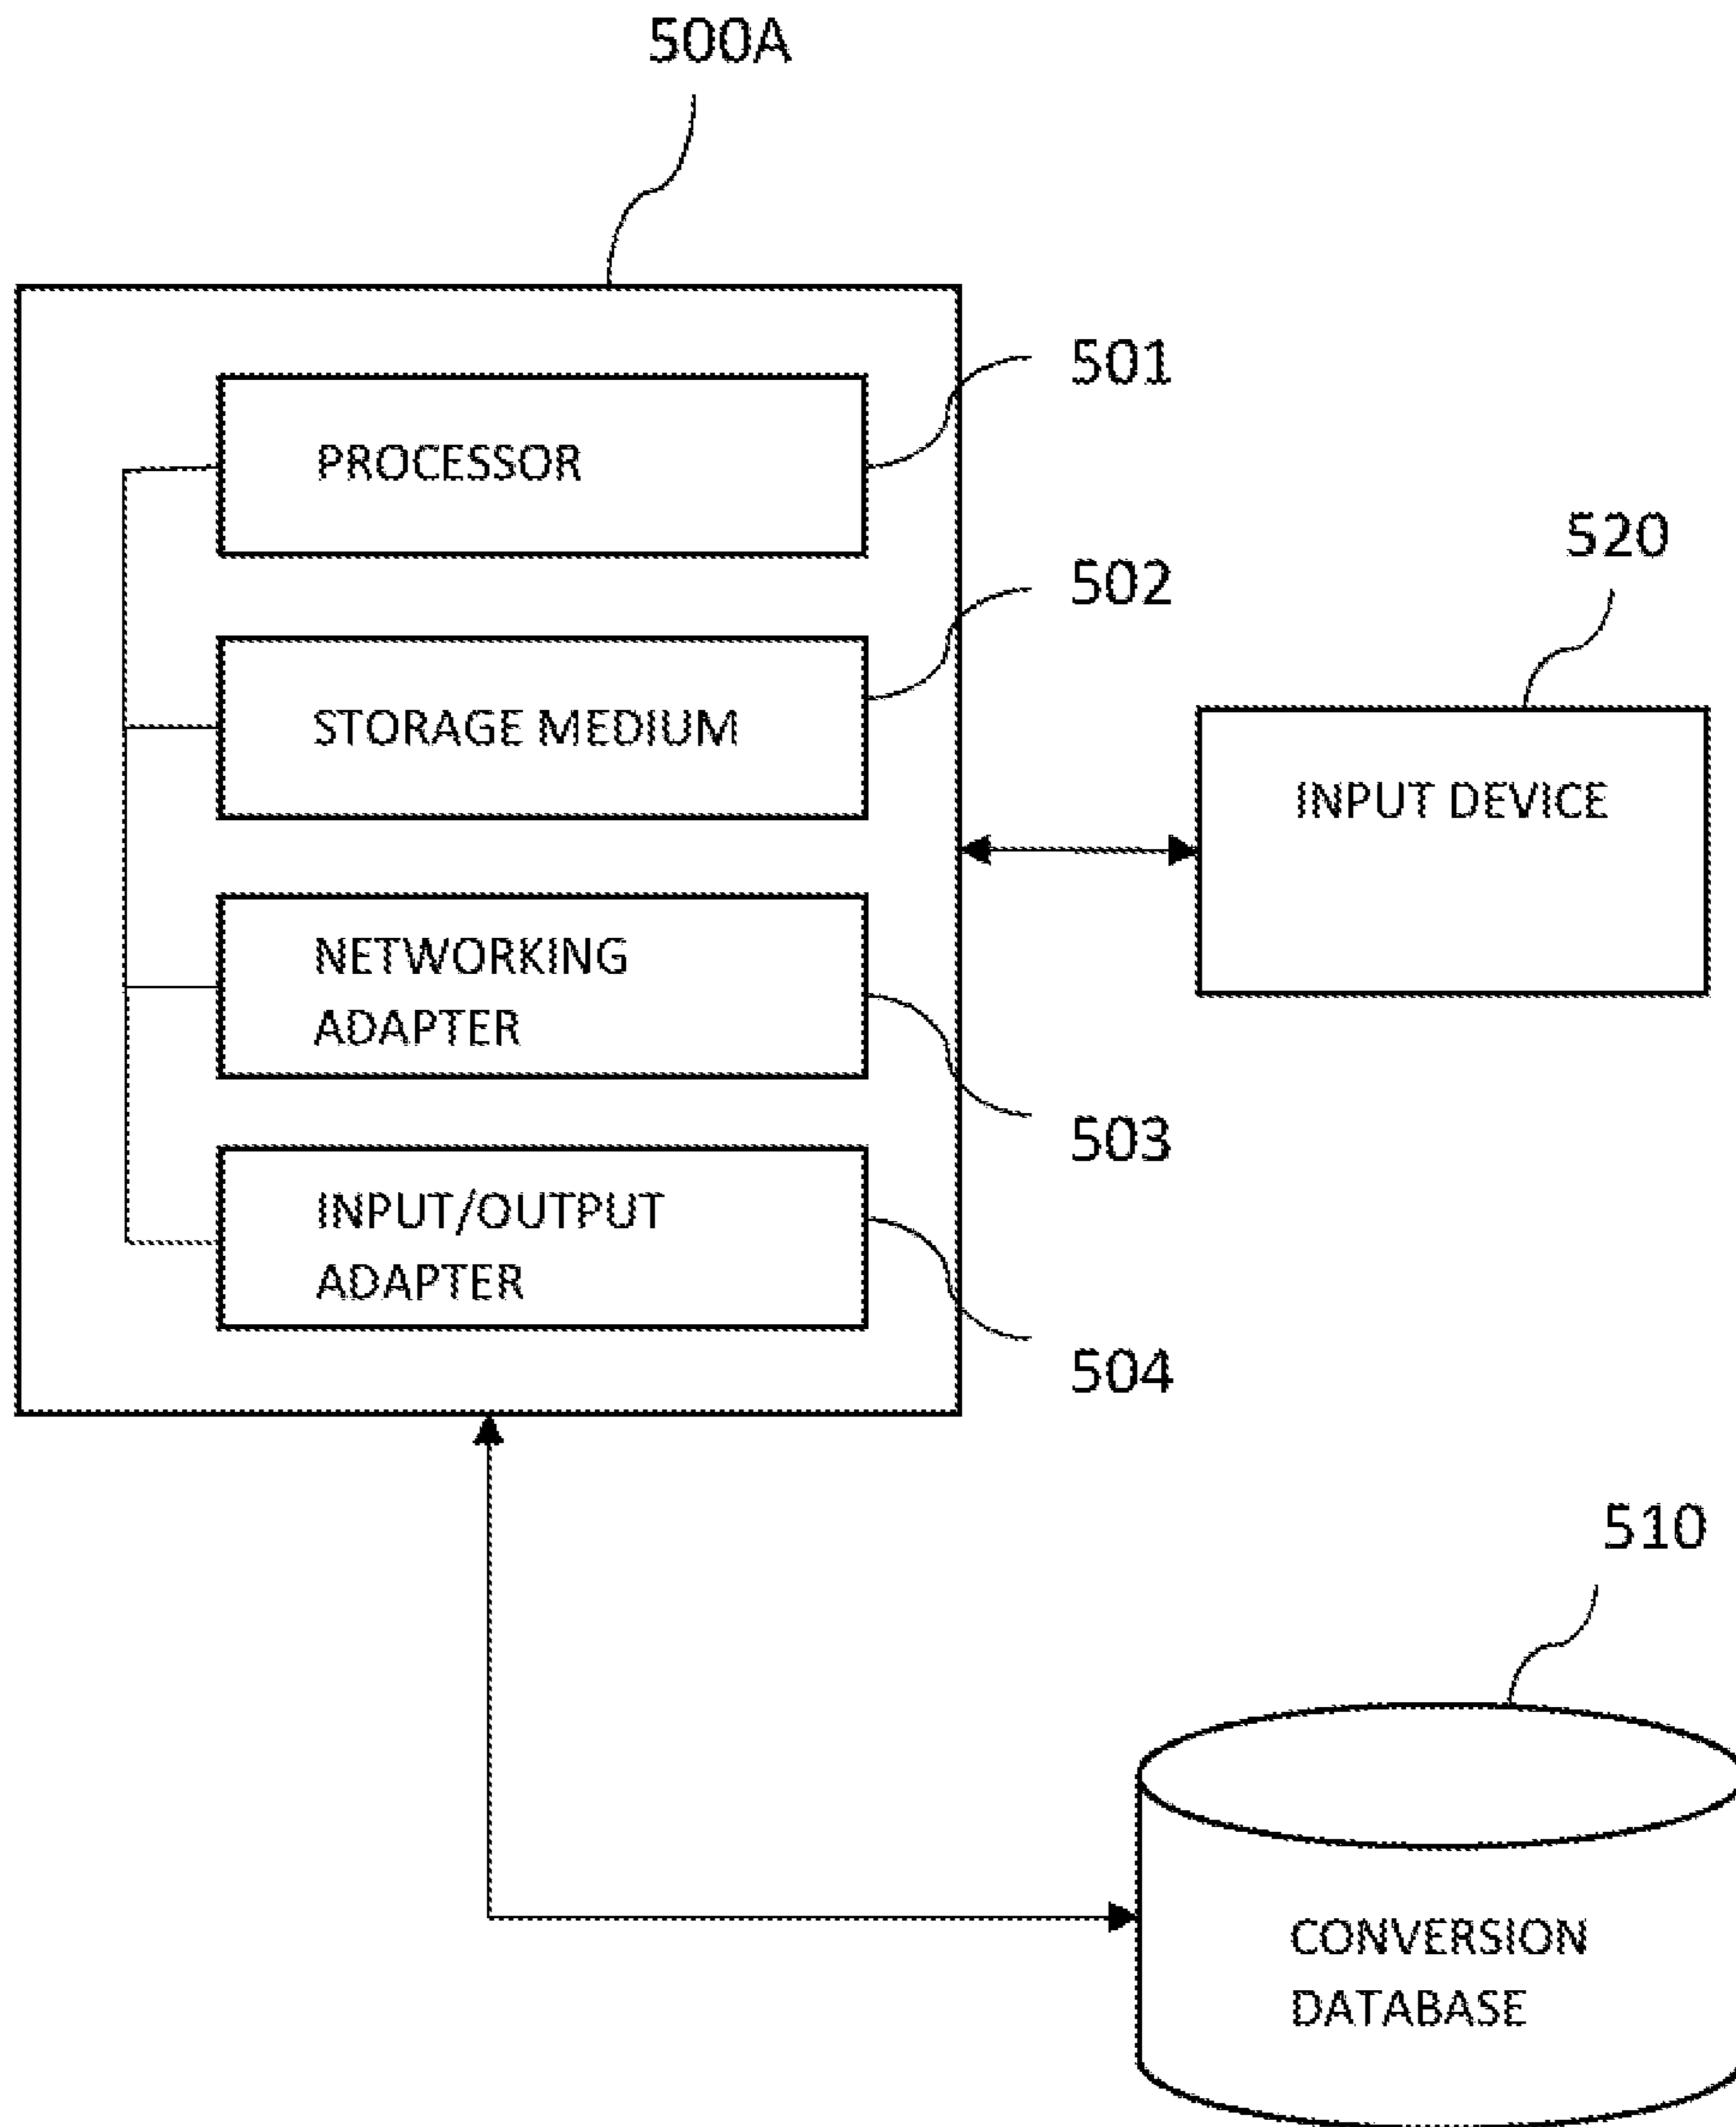 500A
501
PROCESSOR
520
502
STORAGE MEDIUM
INPUT DEVICE
NETWORKING
ADAPTER
503
INPUT/OUTPUT
ADAPTER
504
510
CONVERSION
DATABASE